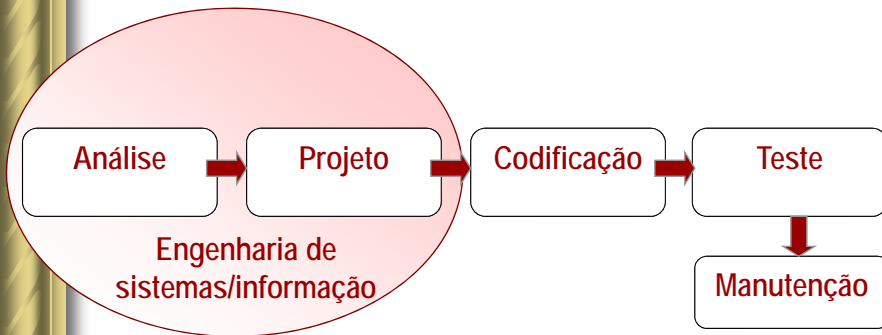 Análise
Projeto
Codificação
Teste
Engenharia de
sistemas/informação
Manutenção